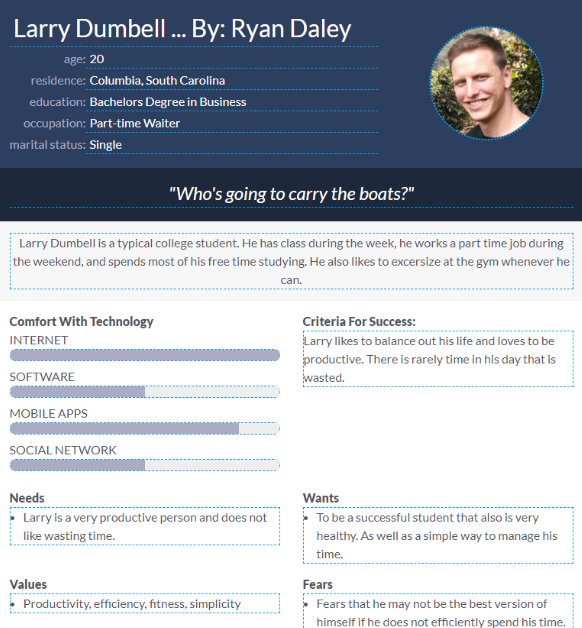 Larry Dumbell ... By: Ryan Daley
age: 20
residence: Columbia, South Carolina
education: Bachelors Degree in Business
occupation: Part-time Waiter
marital status: Single
"Who's going to carry the boats?"
Larry Dumbell is a typical college student. He has class during the week, he works a part time job during
the weekend, and spends most of his free time studying. He also likes to excersize at the gym whenever he
can.
Comfort With Technology
INTERNET
SOFTWARE
MOBILE APPS
SOCIAL NETWORK
Criteria For Success:
Larry likes to balance out his life and loves to be
productive. There is rarely time in his day that is
wasted.
Needs
• Larry is a very productive person and does not
like wasting time.
Wants
• To be a successful student that also is very
healthy. As well as a simple way to manage his
time.
Values
• Productivity, efficiency, fitness, simplicity
Fears
• Fears that he may not be the best version of
himself if he does not efficiently spend his time.